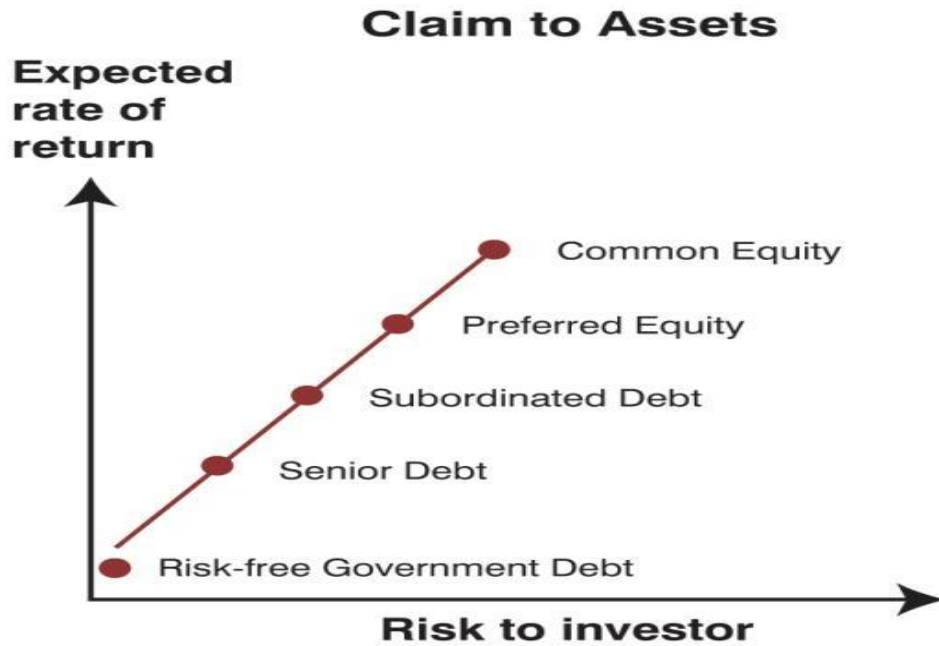 Claim to Assets
Expected
rate of
return
Common Equity
Preferred Equity
Subordinated Debt
Senior Debt
Risk-free Government Debt
Risk to investor